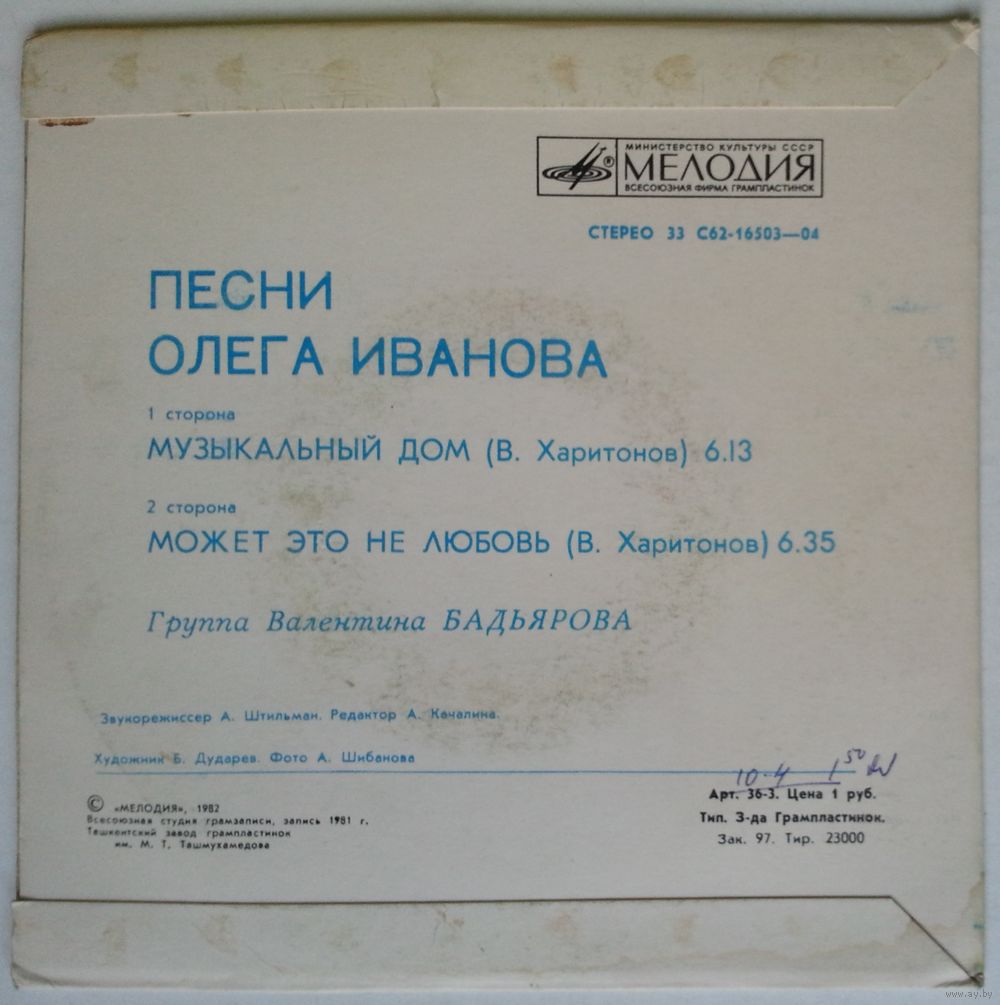 МИНИСТЕРСТВО КУЛЬТУРЫ СССР
® МЕЛОДИЯ
ВСЕСОЮЗНАЯ ФИРМА ГРАМПЛАСТИНОК
СТЕРЕО 33 С62-16503—04
ПЕСНИ
ОЛЕГА ИВАНОВА
1 сторона
МУЗЫКАЛЬНЫЙ ДОМ (В. Харитонов) 6.13
2 сторона
МОЖЕТ ЭТО НЕ ЛЮБОВЬ (В. Харитонов) 6.35
Группа Валентина БАДЬЯРОВА
Звукорежиссер А. Штильман. Редактор А. Качалина.
Художник Б. Дударев. Фото А. Шибанова
10-4 1 50
Арт. 36-3. Цена 1 руб.
Тип. З-да Грампластинок.
Зак. 97. Тир. 23000
© «МЕЛОДИЯ», 1982
Всесоюзная студия грамзаписи, запись 1981 г.
Ташкентский завод грампластинок
им. М. Т. Ташмухамедова
www.ay.by